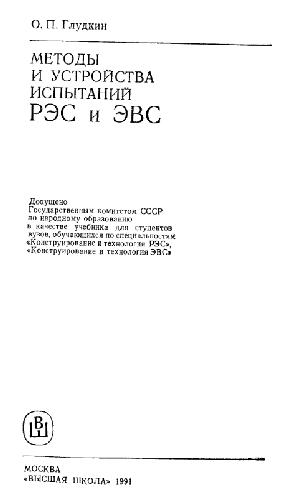 О. П. Глудкин
МЕТОДЫ
И УСТРОЙСТВА
ИСПЫТАНИЙ
РЭС и ЭВС
Допущено
Государственным комитетом СССР
по народному образованию
в качестве учебника для студентов
вузов, обучающихся по специальностям
«Конструирование и технология РЭС»,
«Конструирование и технология ЭВС»
ВШ
МОСКВА
«ВЫСШАЯ ШКОЛА» 1991